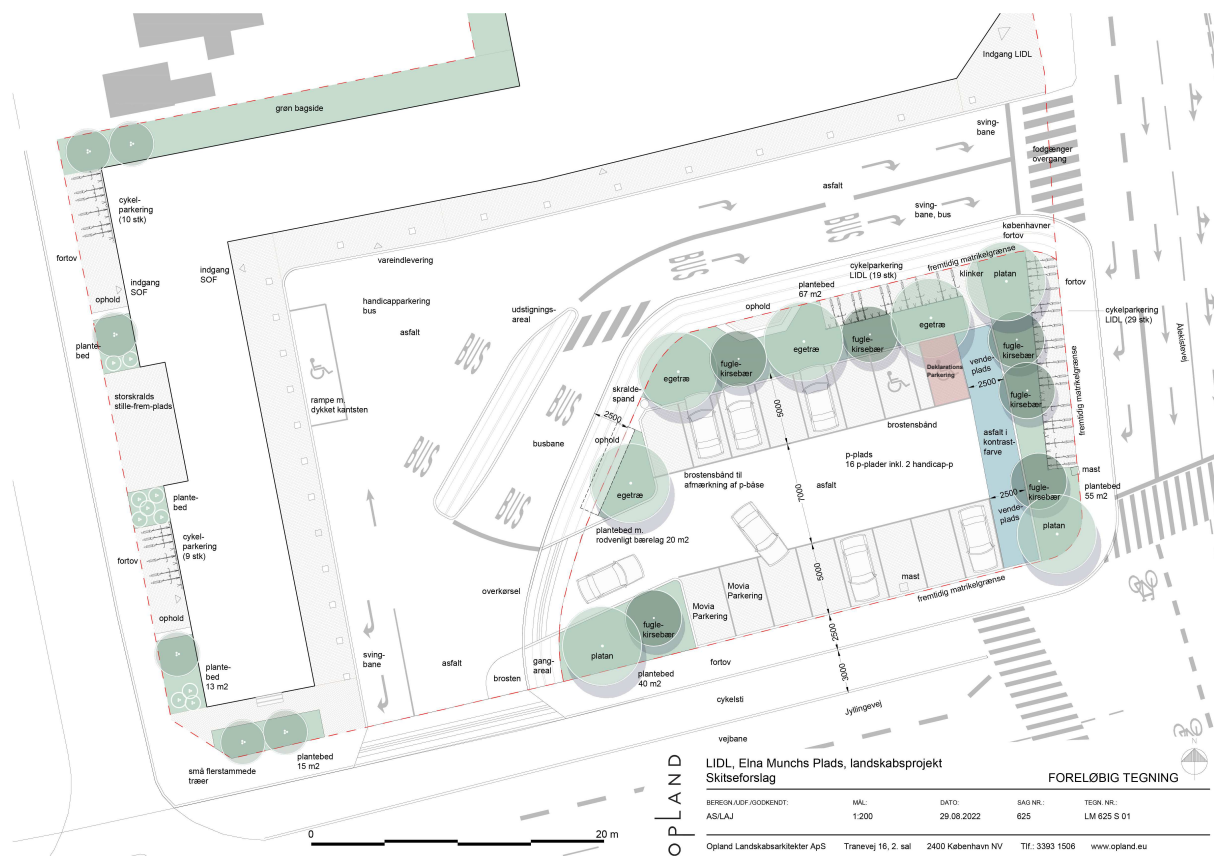 Indgang LIDL
grøn bagside
sving-
bane
fodgænger
overgang
asfalt
sving-
bane, bus
BUS
BUS
BUS
københavner
fortov
cykel-
parkering
(10 stk)
fortov
indgang
SOF
indgang
SOF
vareindlevering
ophold
handicapparkering
bus
asfalt
udstignings-
areal
ophold
plantebed
67 m2
cykelparkering
LIDL (19 stk)
fremtidig matrikelgrænse
klinker
platan
fortov
cykelparkering
LIDL (29 stk)
Ålekistevej
plante-
bed
BUS
BUS
BUS
BUS
egetræ
fugle-
kirsebær
egetræ
fugle-
kirsebær
egetræ
fugle-
kirsebær
Deklarations
Parkering
vende-
plads
2500
fugle-
kirsebær
fremtidig matrikelgrænse
storskralds
stille-frem-plads
rampe m.
dykket kantsten
skralde-
spand
2500
ophold
busbane
5000
brostensbånd
asfalt i
kontrast-
farve
p-plads
16 p-plader inkl. 2 handicap-p
asfalt
7000
brostensbånd til
afmærkning af p-båse
egetræ
mast
plantebed
55 m2
fugle-
kirsebær
2500
vende-
plads
platan
plante-
bed
cykel-
parkering
(9 stk)
fortov
plantebed m.
rodvenligt bærelag 20 m2
overkørsel
5000
mast
fremtidig matrikelgrænse
Movia
Parkering
Movia
Parkering
fugle-
kirsebær
platan
ophold
plante-
bed
13 m2
sving-
bane
asfalt
gang-
areal
brosten
plantebed
40 m2
fortov
2500
3000
cykelsti
Jyllingevej
vejbane
plantebed
15 m2
små flerstammede
træer
0
20 m
OPLAND
N
LIDL, Elna Munchs Plads, landskabsprojekt
Skitseforslag
FORELØBIG TEGNING
BEREGN./UDF./GODKENDT:
MÅL:
DATO:
SAG NR.:
TEGN. NR.:
AS/LAJ
1:200
29.08.2022
625
LM 625 S 01
Opland Landskabsarkitekter ApS
Tranevej 16, 2. sal
2400 København NV
Tlf.: 3393 1506
www.opland.eu